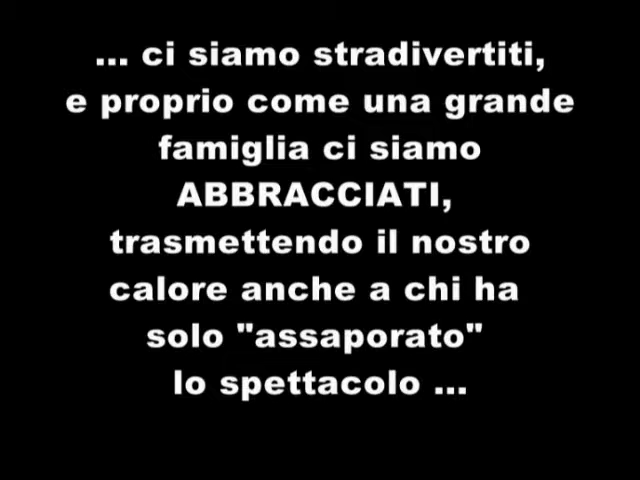 ... ci siamo stradivertiti,
e proprio come una grande
famiglia ci siamo
ABBRACCIATI,
trasmettendo il nostro
calore anche a chi ha
solo "assaporato"
lo spettacolo ...